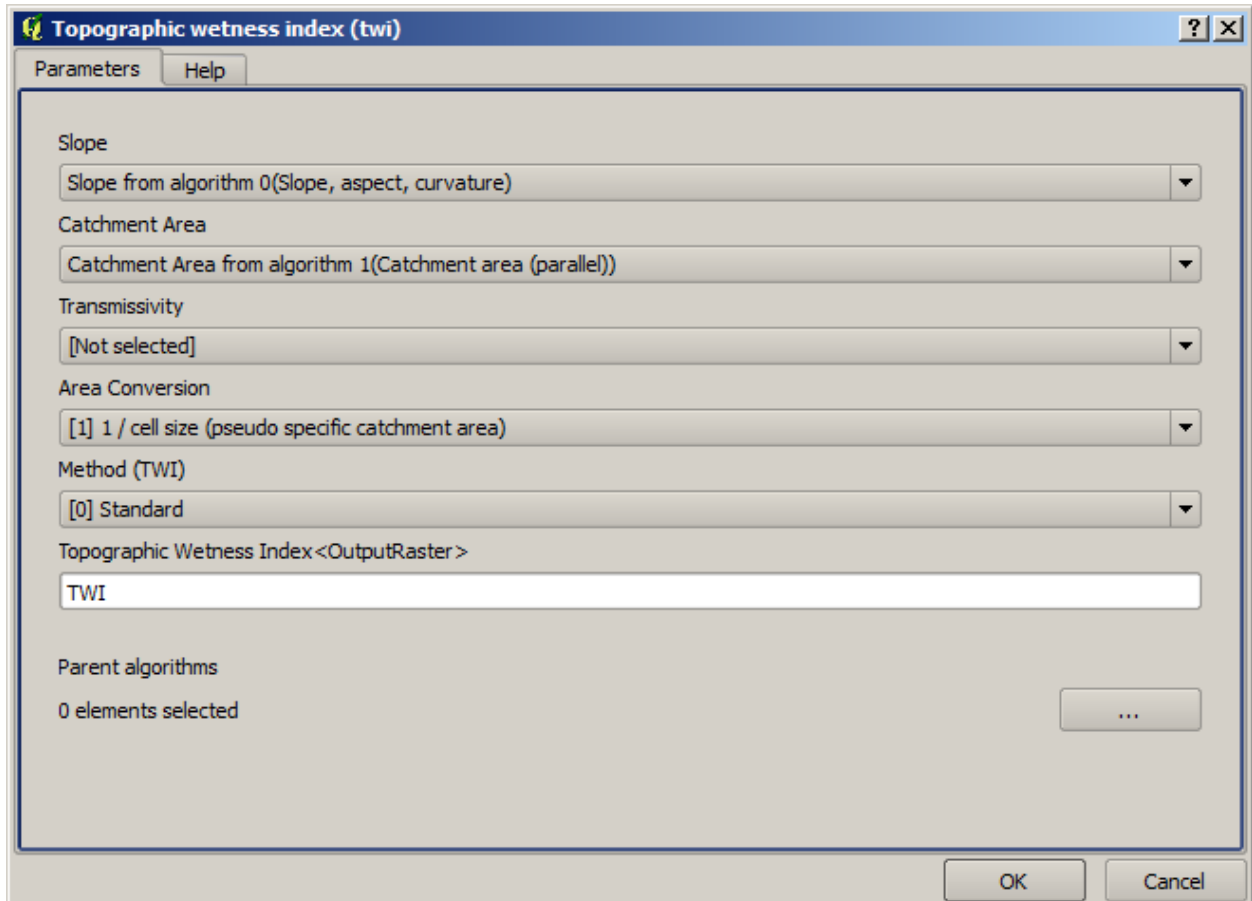 Topographic wetness index (twi)
Parameters
Help
Slope
Slope from algorithm 0(Slope, aspect, curvature)
Catchment Area
Catchment Area from algorithm 1(Catchment area (parallel))
Transmissivity
[Not selected]
Area Conversion
[1] 1 / cell size (pseudo specific catchment area)
Method (TWI)
[0] Standard
Topographic Wetness Index<OutputRaster>
TWI
Parent algorithms
0 elements selected
...
OK
Cancel